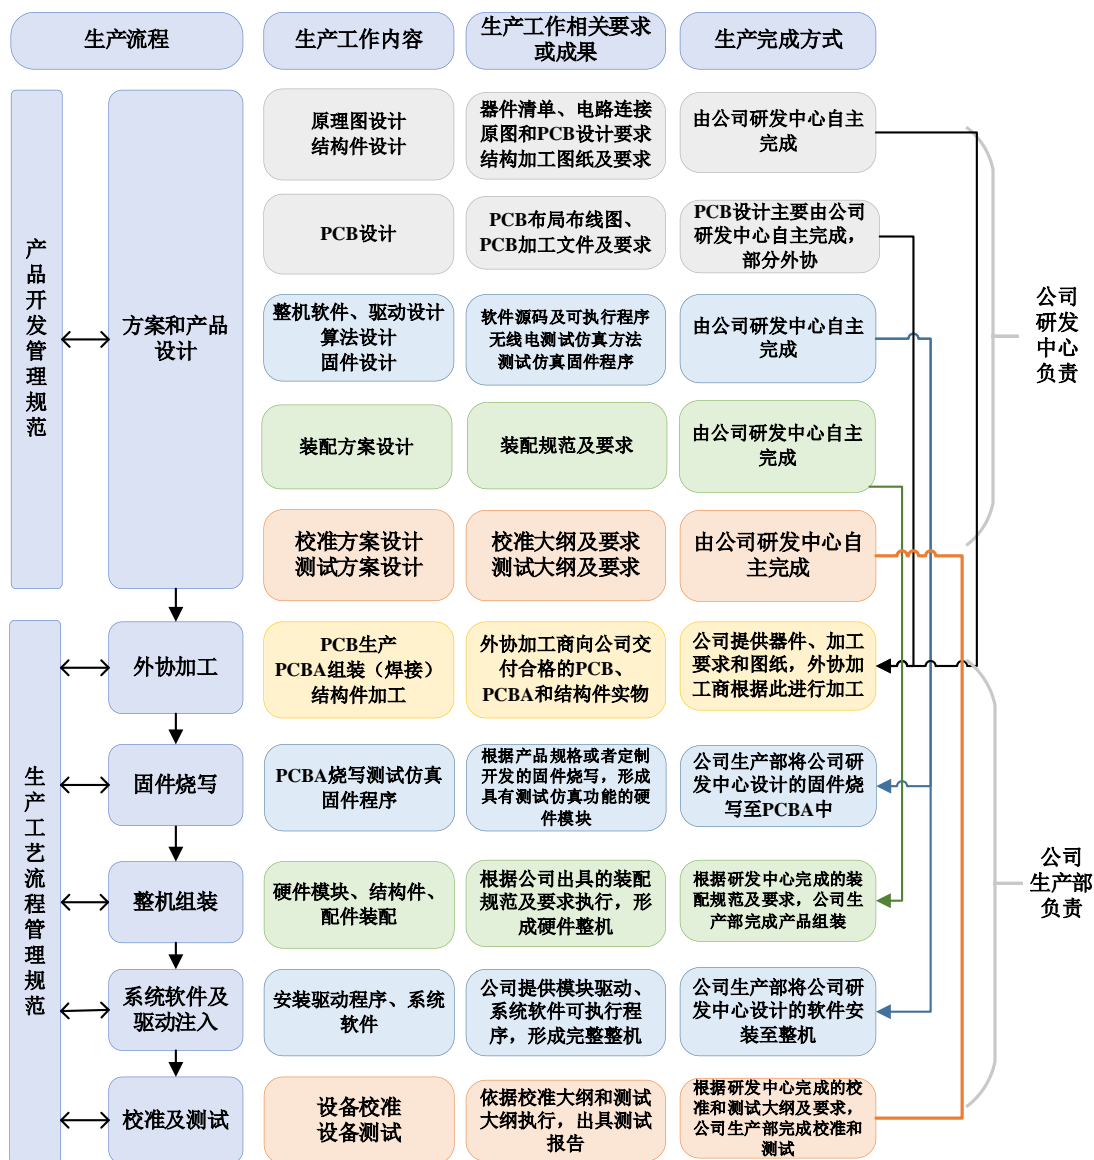 生产流程
生产工作内容
生产工作相关要求
或成果
生产完成方式
产
品
开
发
管
理
规
范
方案和产品
设计
原理图设计
结构件设计
器件清单、电路连接
原图和PCB设计要求
结构加工图纸及要求
由公司研发中心自主
完成
PCB设计
PCB布局布线图、
PCB加工文件及要求
PCB设计主要由公司
研发中心自主完成，
部分外协
整机软件、驱动设计
算法设计
固件设计
软件源码及可执行程序
无线电测试仿真方法
测试仿真固件程序
由公司研发中心自主
完成
装配方案设计
装配规范及要求
由公司研发中心自主
完成
校准方案设计
测试方案设计
校准大纲及要求
测试大纲及要求
由公司研发中心自
主完成
公司
研发
中心
负责
生
产
工
艺
流
程
管
理
规
范
外协加工
PCB生产
PCBA组装（焊接）
结构件加工
外协加工商向公司交
付合格的PCB、
PCBA和结构件实物
公司提供器件、加工
要求和图纸，外协加
工商根据此进行加工
固件烧写
PCBA烧写测试仿真
固件程序
根据产品规格或者定制
开发的固件烧写，形成
具有测试仿真功能的硬
件模块
公司生产部将公司研
发中心设计的固件烧
写至PCBA中
整机组装
硬件模块、结构件、
配件装配
根据公司出具的装配
规范及要求执行，形
成硬件整机
根据研发中心完成的装
配规范及要求，公司生
产部完成产品组装
系统软件及
驱动注入
安装驱动程序、系统
软件
公司提供模块驱动、
系统软件可执行程
序，形成完整整机
公司生产部将公司研
发中心设计的软件安
装至整机
校准及测试
设备校准
设备测试
依据校准大纲和测试
大纲执行，出具测试
报告
根据研发中心完成的校
准和测试大纲及要求，
公司生产部完成校准和
测试
公司
生产部
负责